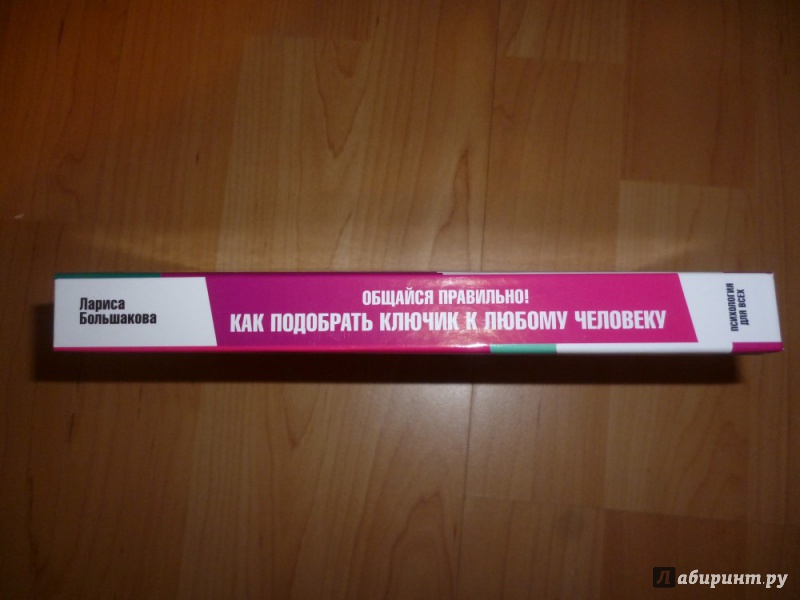 Лариса
Большакова
ОБЩАЙСЯ ПРАВИЛЬНО!
КАК ПОДОБРАТЬ КЛЮЧИК К ЛЮБОМУ ЧЕЛОВЕКУ
ПСИХОЛОГИЯ
ДЛЯ ВСЕХ
Лабиринт.ру